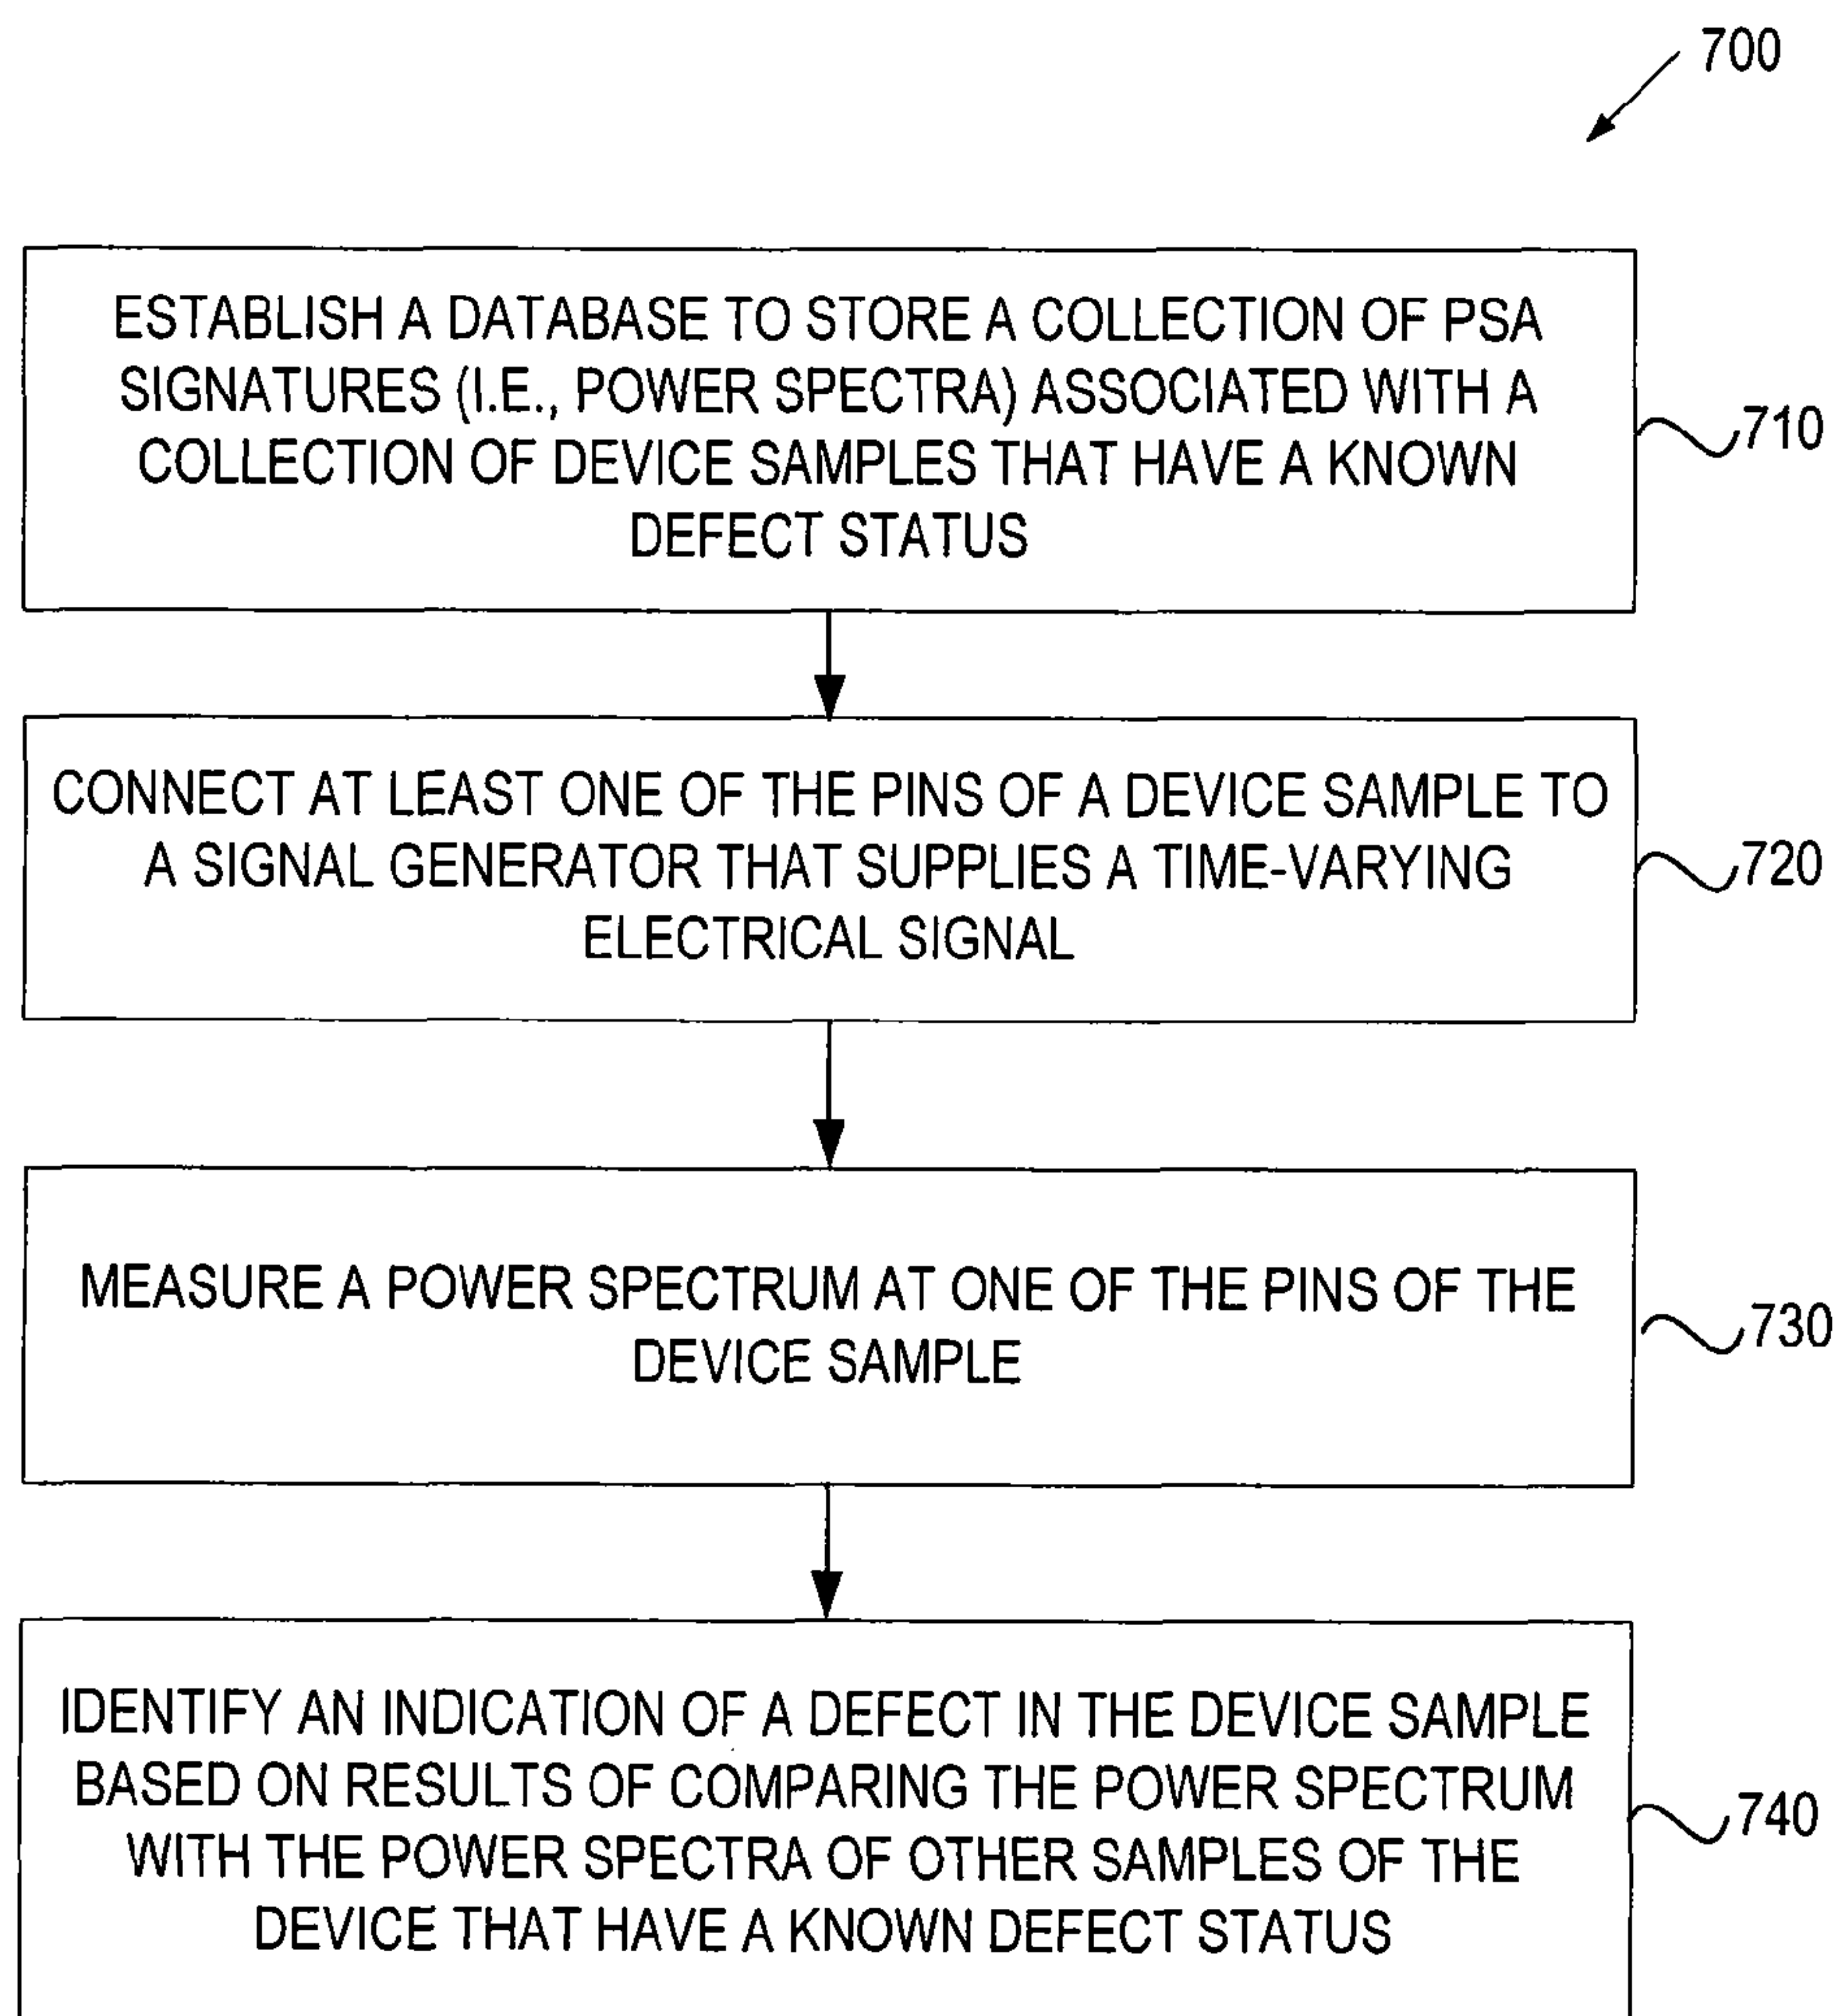 700
ESTABLISH A DATABASE TO STORE A COLLECTION OF PSA
SIGNATURES (I.E., POWER SPECTRA) ASSOCIATED WITH A
COLLECTION OF DEVICE SAMPLES THAT HAVE A KNOWN
DEFECT STATUS
710
CONNECT AT LEAST ONE OF THE PINS OF A DEVICE SAMPLE TO
A SIGNAL GENERATOR THAT SUPPLIES A TIME-VARYING
ELECTRICAL SIGNAL
720
MEASURE A POWER SPECTRUM AT ONE OF THE PINS OF THE
DEVICE SAMPLE
730
IDENTIFY AN INDICATION OF A DEFECT IN THE DEVICE SAMPLE
BASED ON RESULTS OF COMPARING THE POWER SPECTRUM
WITH THE POWER SPECTRA OF OTHER SAMPLES OF THE
DEVICE THAT HAVE A KNOWN DEFECT STATUS
740